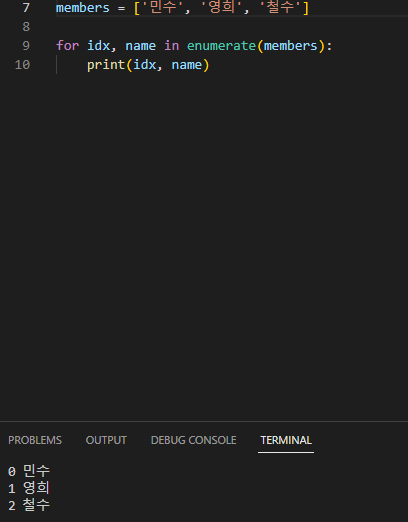 7 members = ['민수', '영희', '철수']
8
9 for idx, name in enumerate(members):
10     print(idx, name)
PROBLEMS OUTPUT DEBUG CONSOLE TERMINAL
0 민수
1 영희
2 철수